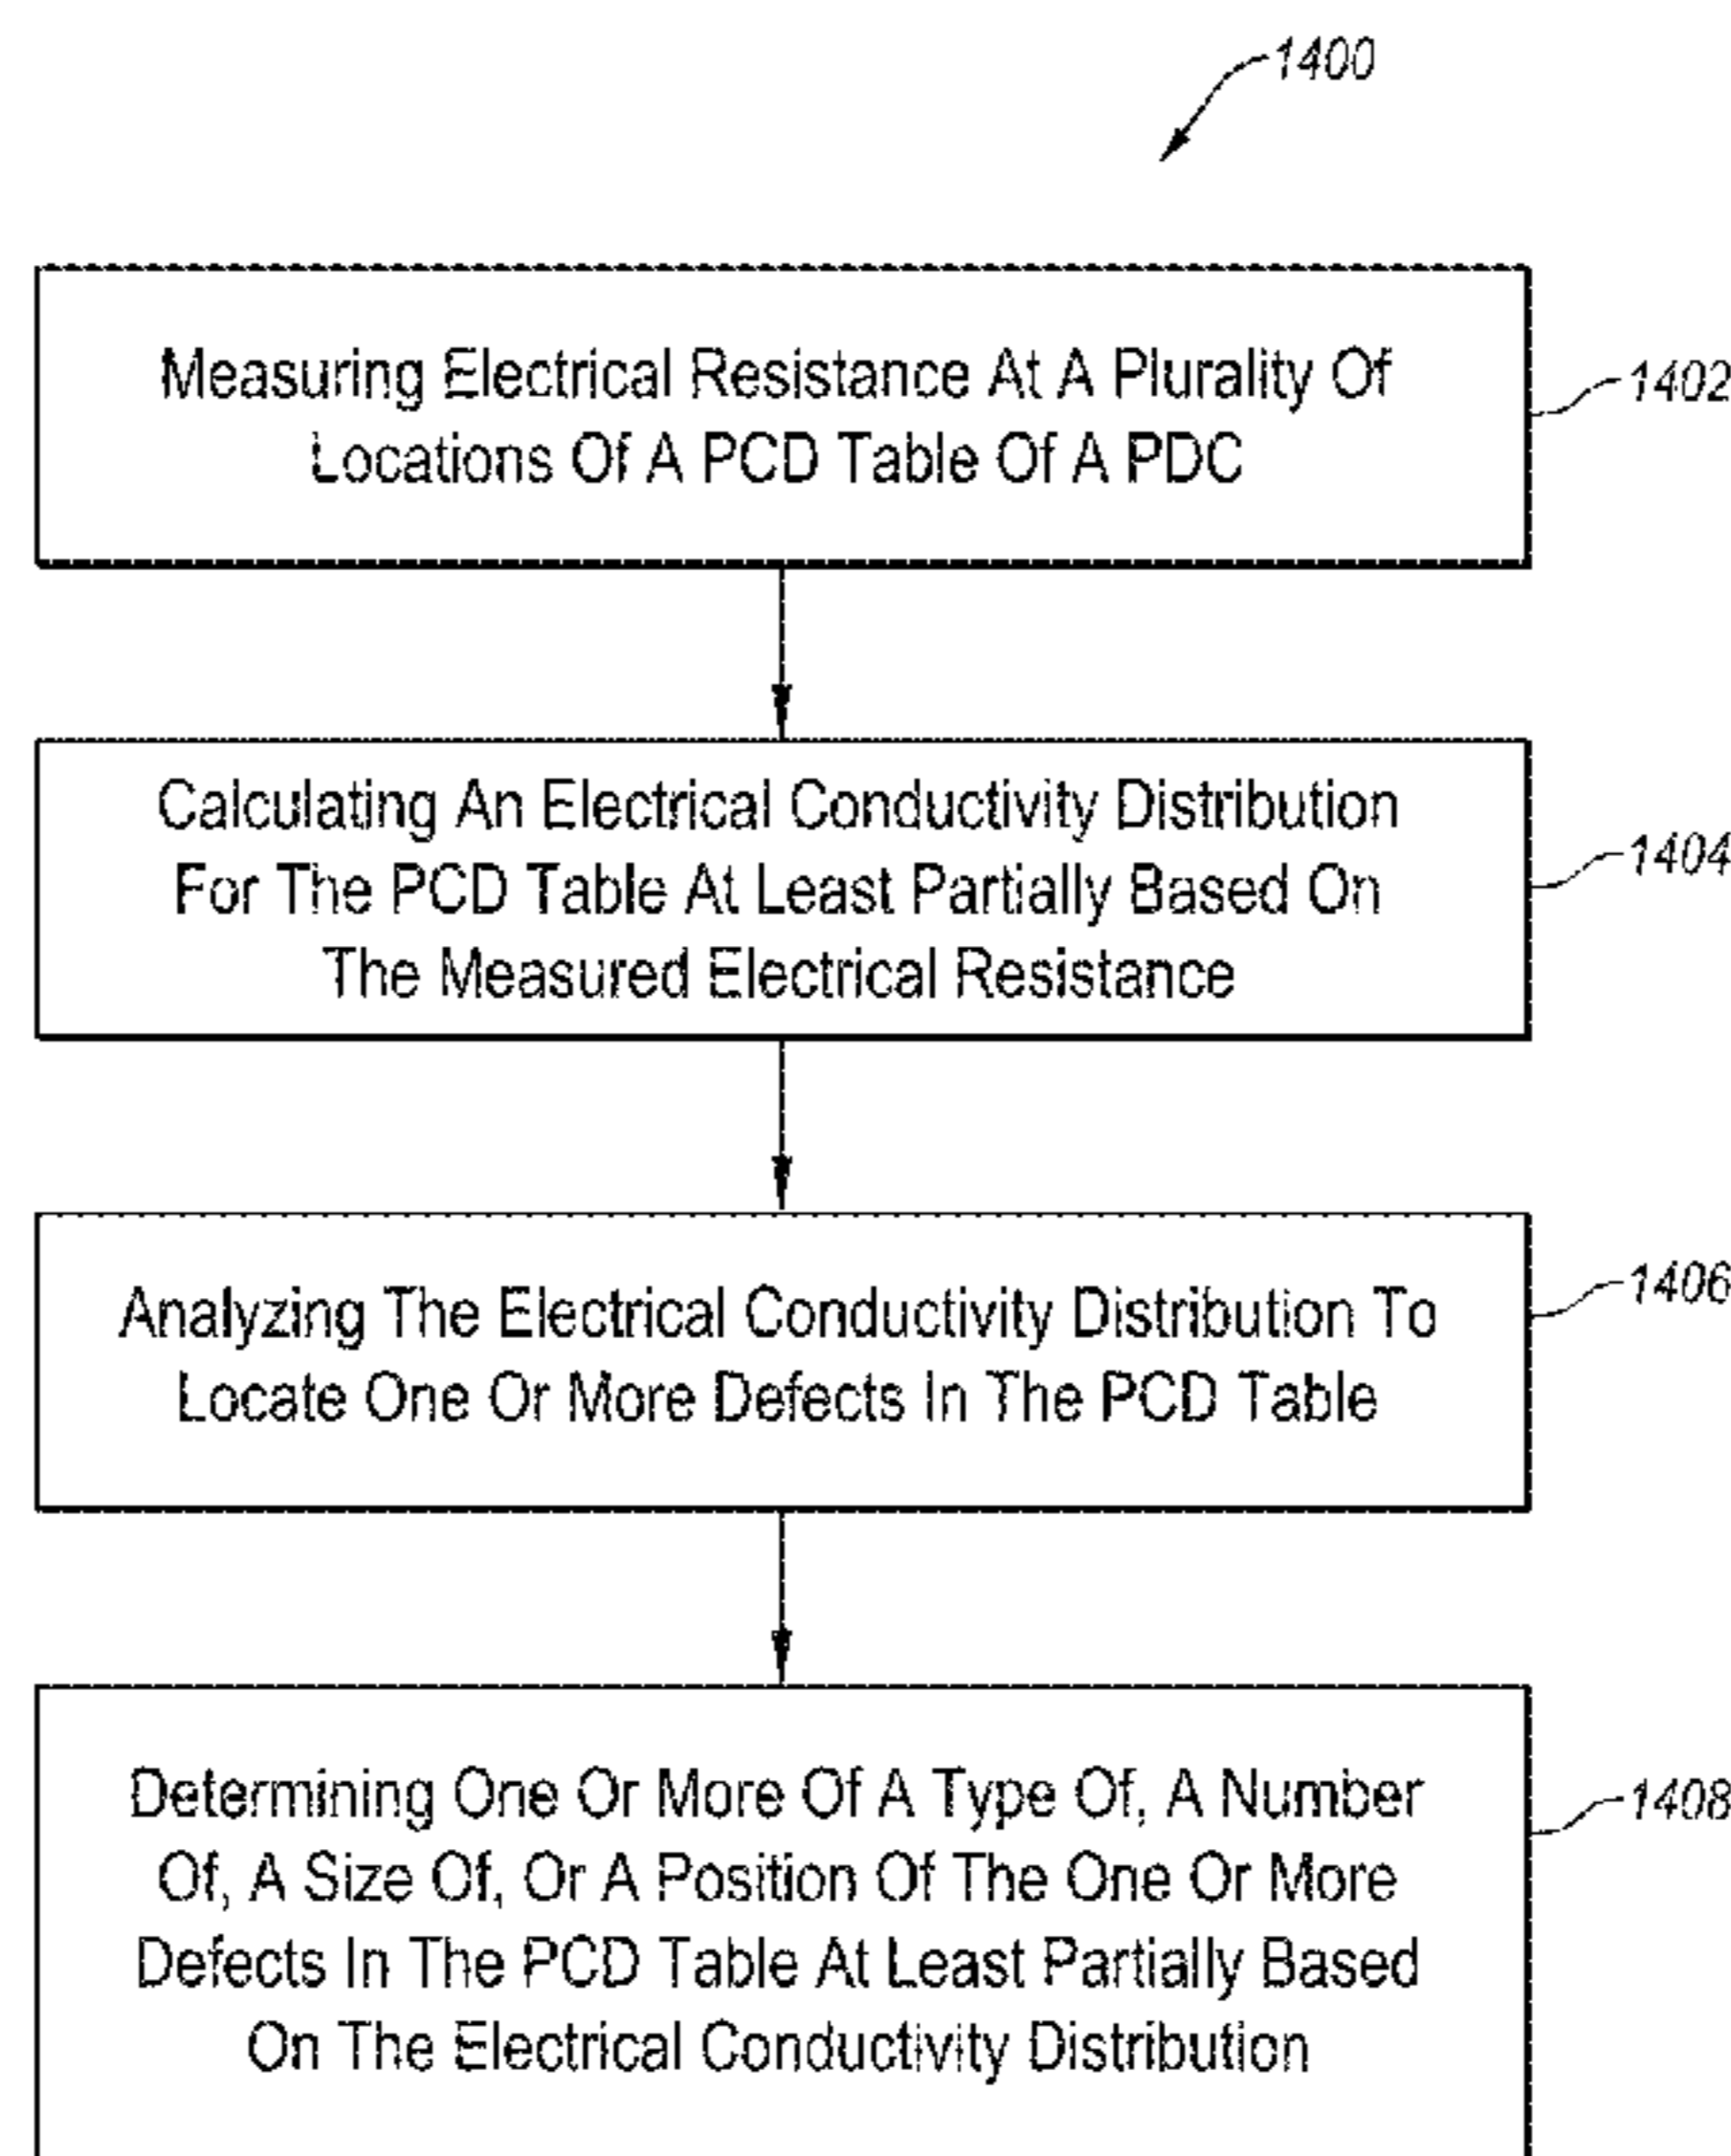 1400
Measuring Electrical Resistance At A Plurality Of
Locations Of A PCD Table Of A PDC
1402
Calculating An Electrical Conductivity Distribution
For The PCD Table At Least Partially Based On
The Measured Electrical Resistance
1404
Analyzing The Electrical Conductivity Distribution To
Locate One Or More Defects In The PCD Table
1406
Determining One Or More Of A Type Of, A Number
Of, A Size Of, Or A Position Of The One Or More
Defects In The PCD Table At Least Partially Based
On The Electrical Conductivity Distribution
1408